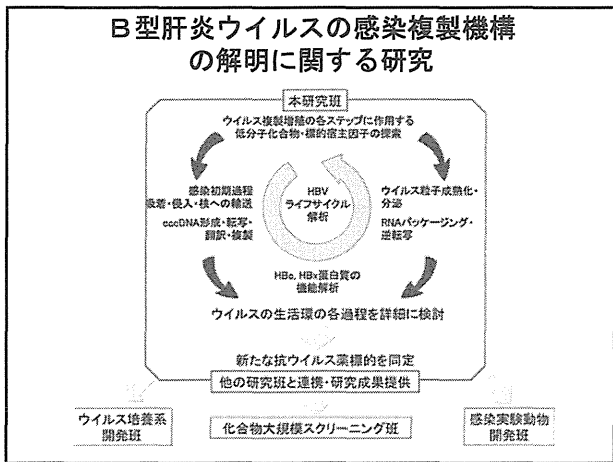 B型肝炎ウイルスの感染複製機構
の解明に関する研究
本研究班
ウイルス複製増殖の各ステップに作用する
低分子化合物・標的宿主因子の探索
感染初期過程
吸着・侵入・核への輸送
cccDNA形成・転写・
翻訳・複製
HBV
ライフサイクル
解析
ウイルス粒子成熟化・
分泌
RNAパッケージング・
逆転写
HBc, HBx蛋白質の
機能解析
ウイルスの生活環の各過程を詳細に検討
新たな抗ウイルス薬標的を同定
他の研究班と連携・研究成果提供
ウイルス培養系
開発班
化合物大規模スクリーニング班
感染実験動物
開発班